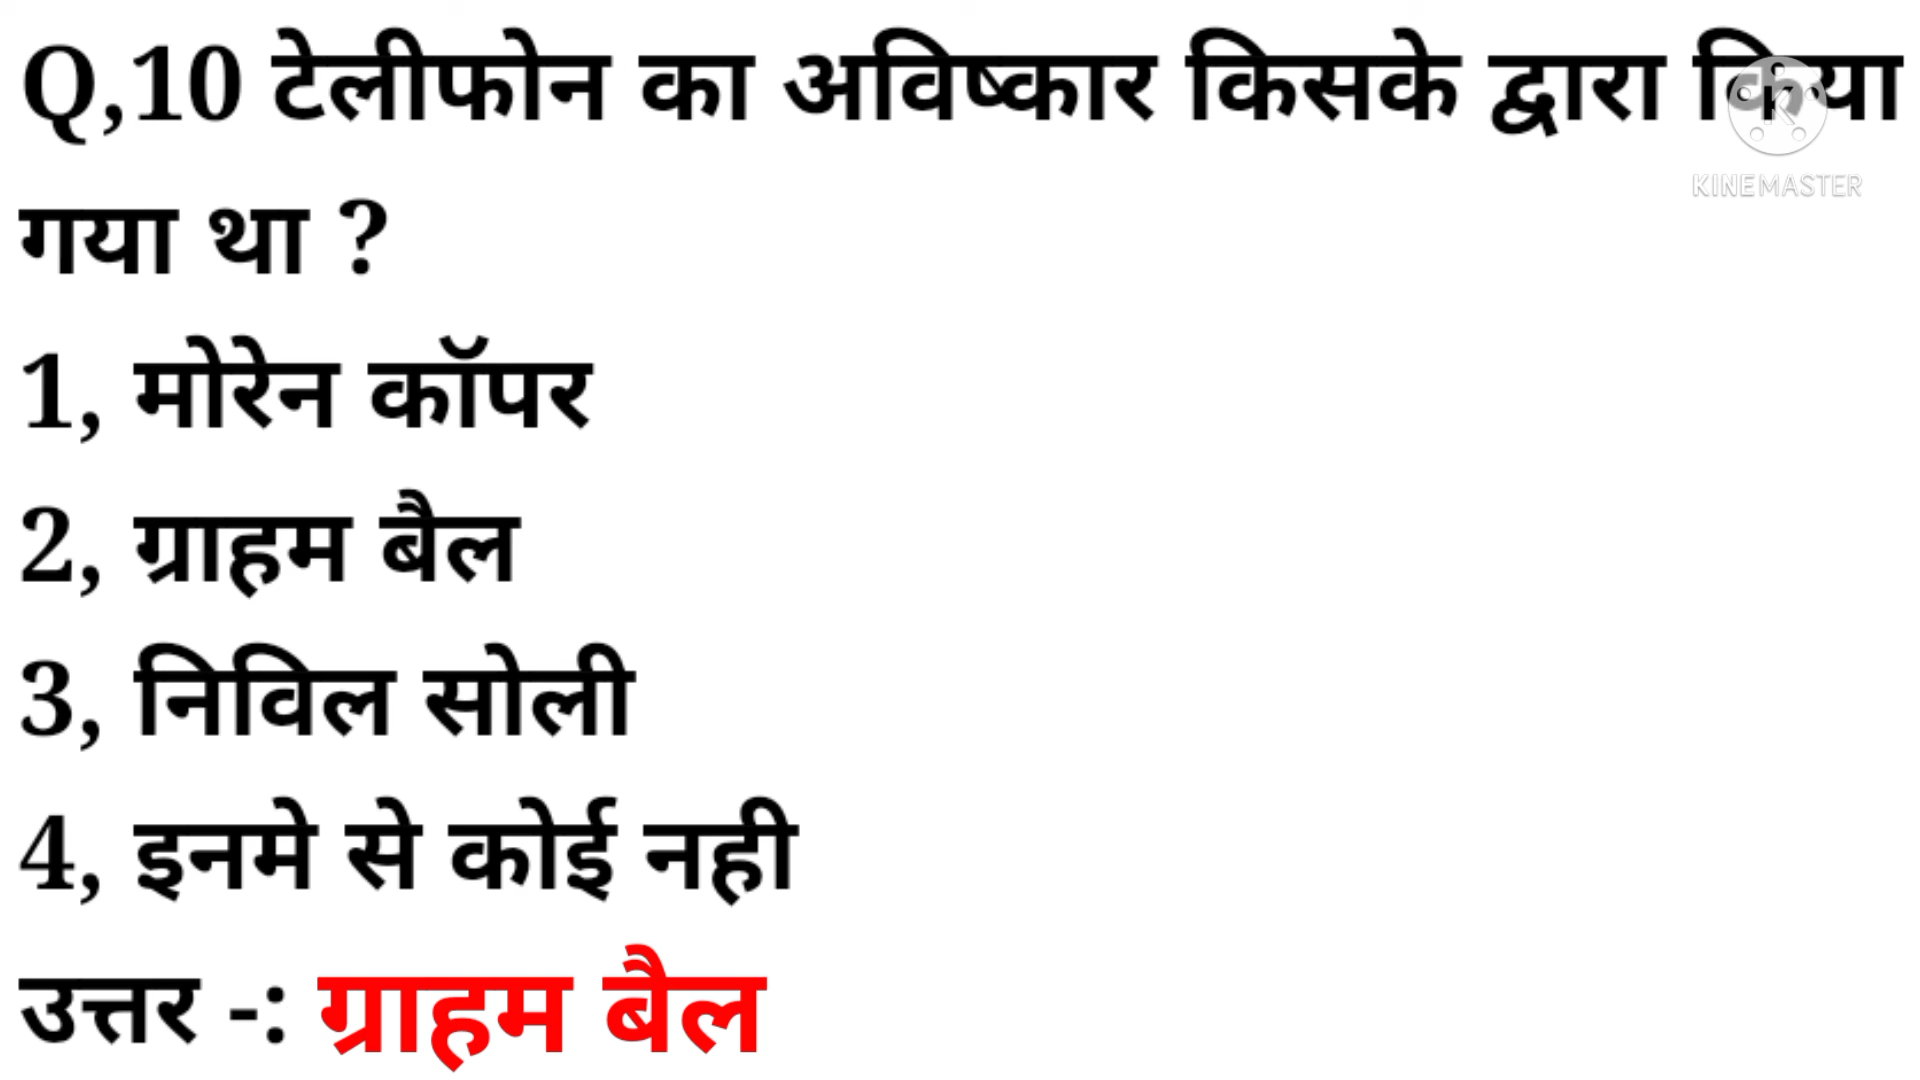 Q,10 टेलीफोन का अविष्कार किसके द्वारा किया
KINEMASTER
गया था ?
1, मोरेन कॉपर
2, ग्राहम बैल
3, निविल सोली
4, इनमे से कोई नही
उत्तर -: ग्राहम बैल